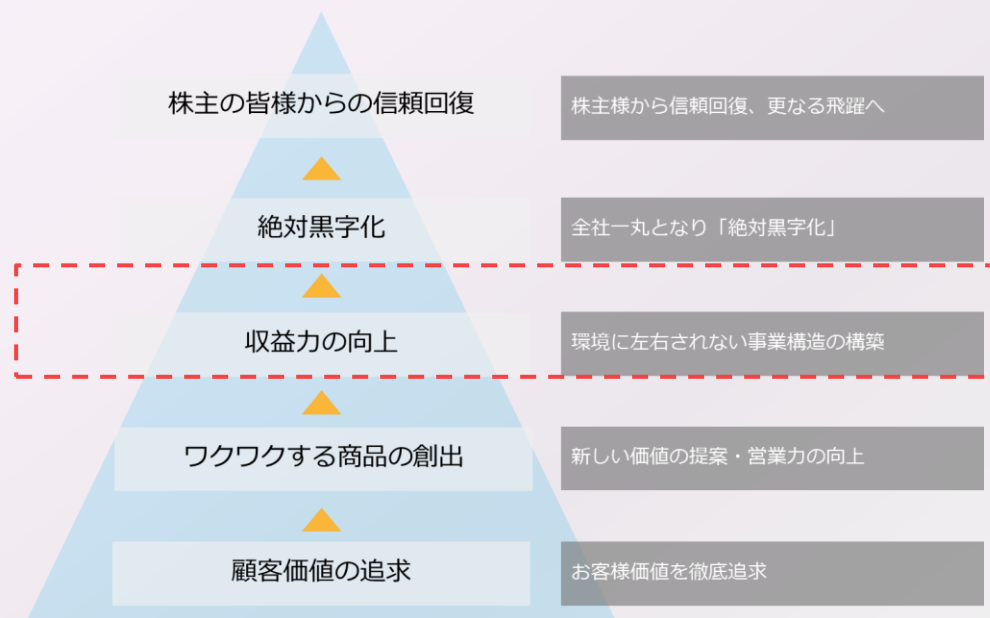 株主の皆様からの信頼回復
株主様から信頼回復、更なる飛躍へ
絶対黒字化
全社一丸となり「絶対黒字化」
収益力の向上
環境に左右されない事業構造の構築
ワクワクする商品の創出
新しい価値の提案・営業力の向上
顧客価値の追求
お客様価値を徹底追求